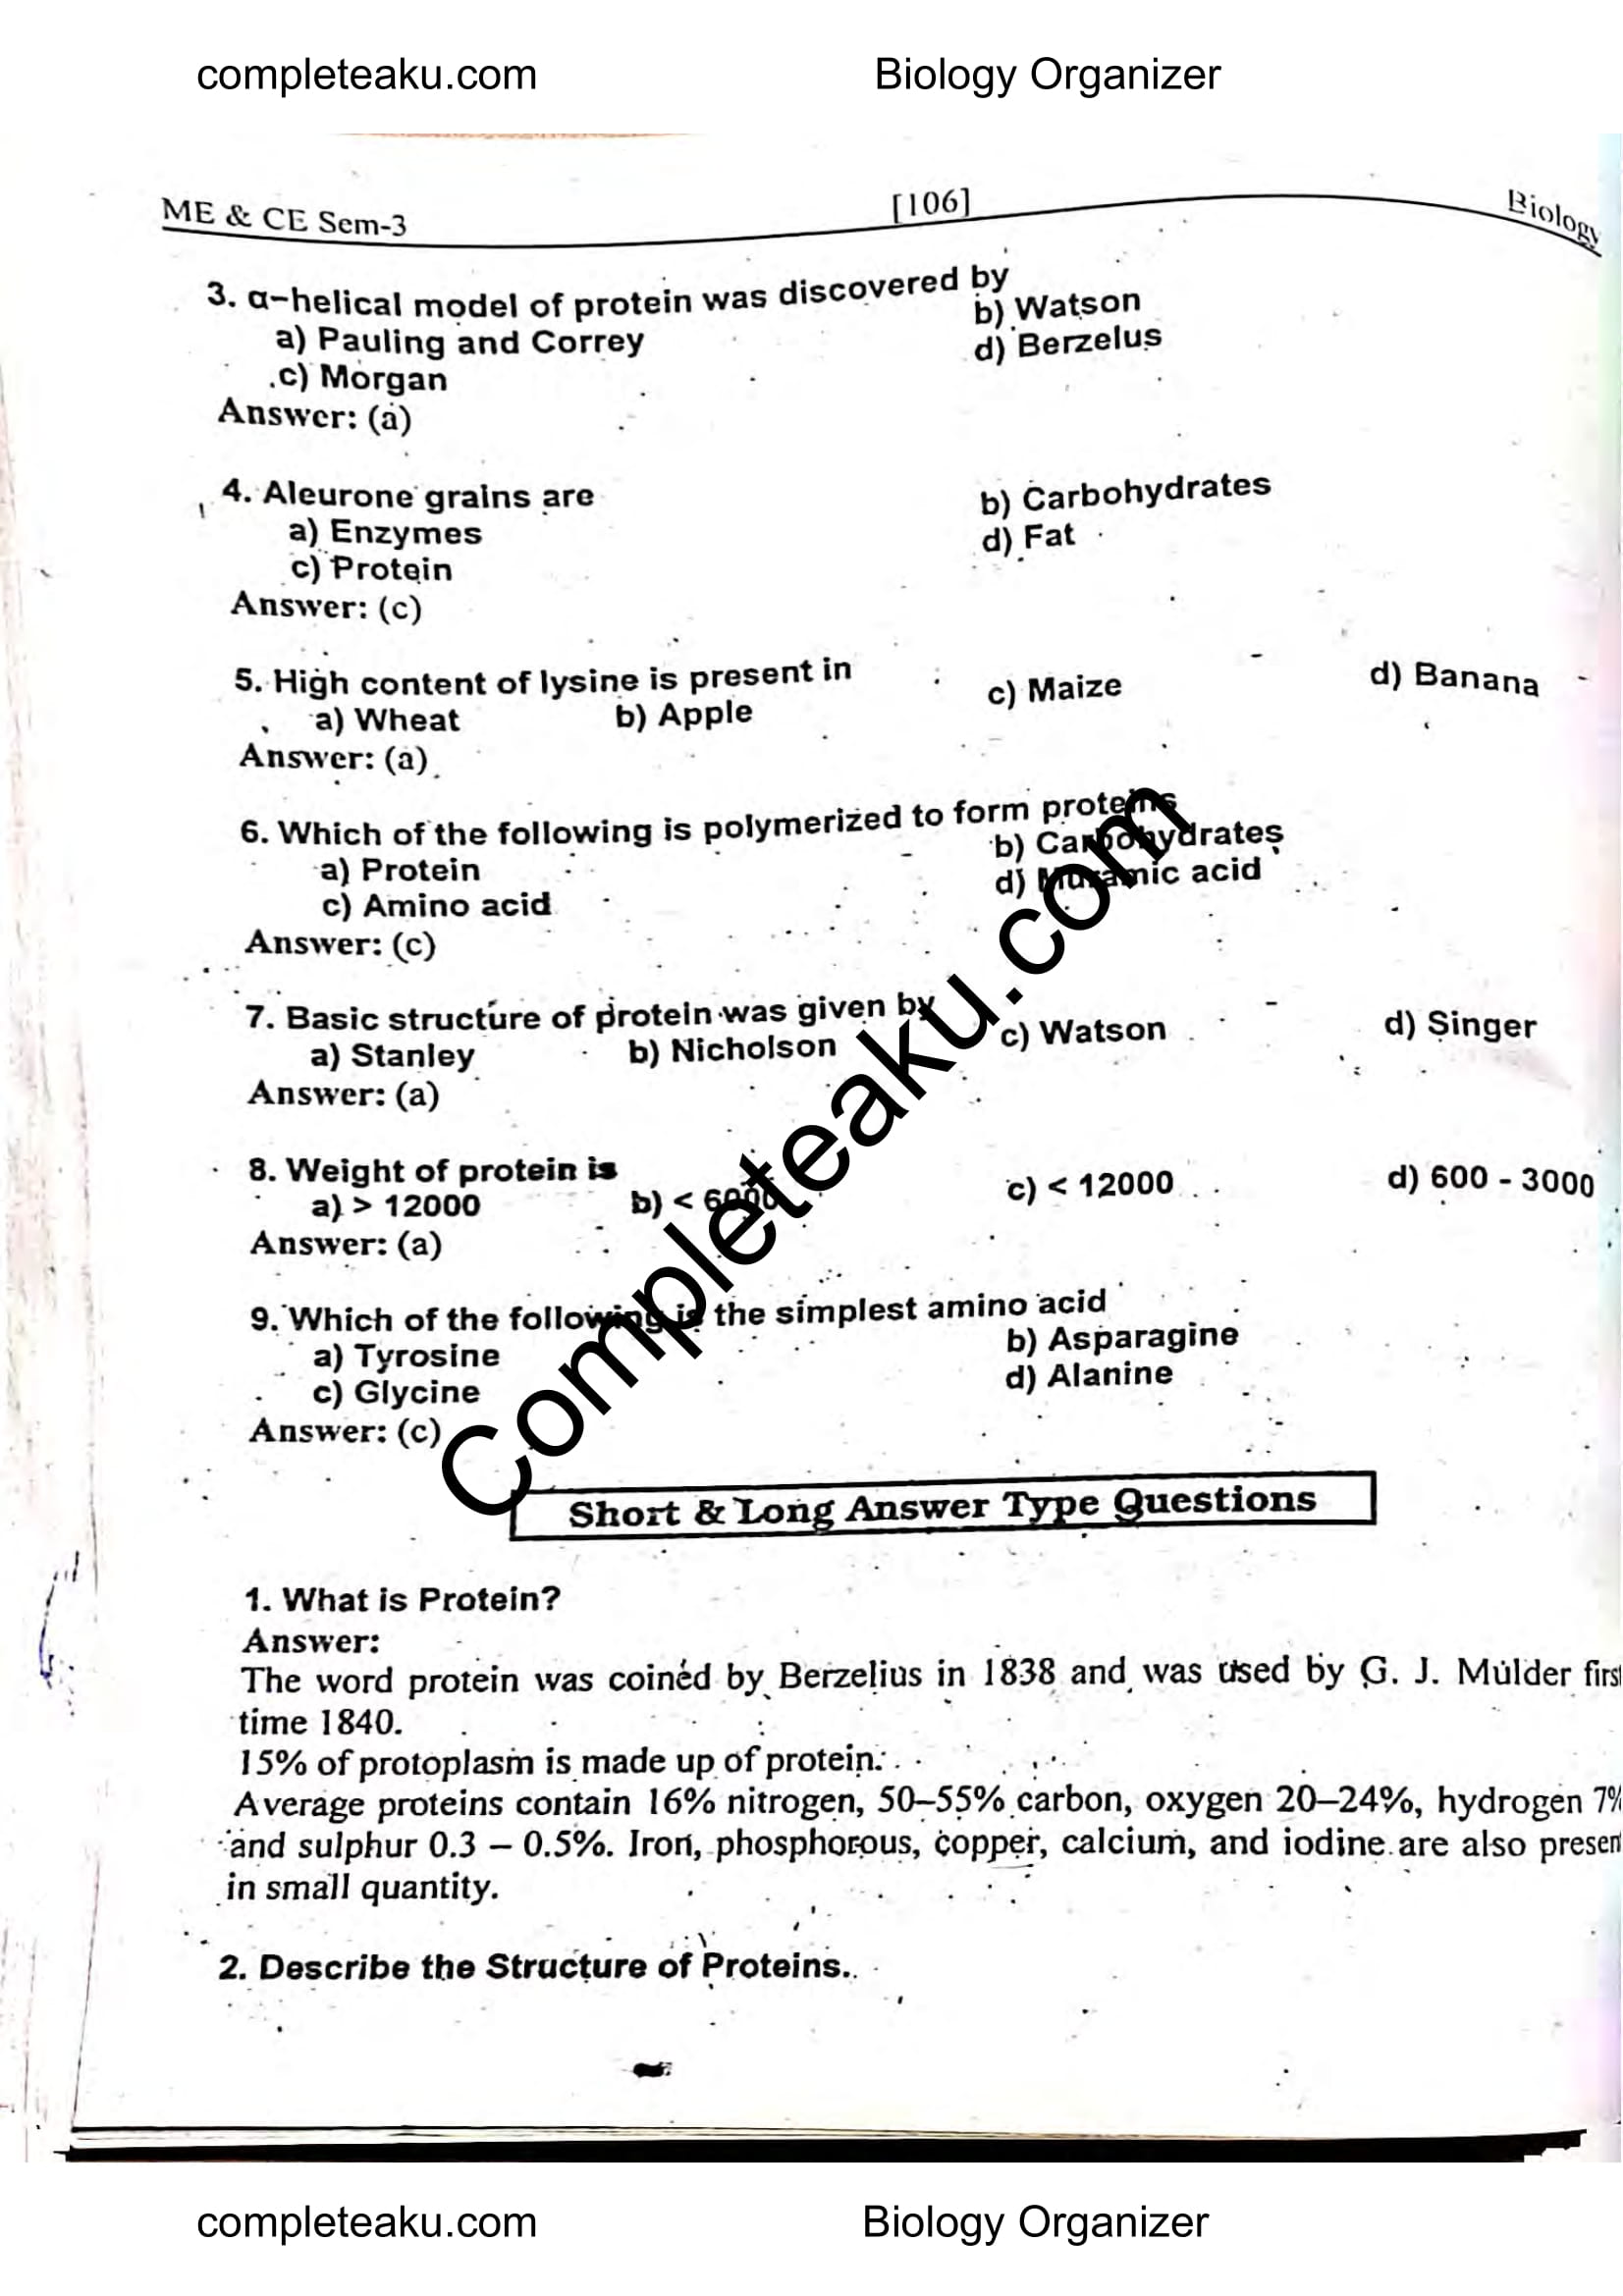 completeaku.com Biology Organizer
ME & CE Sem-3 [106] Biology
3. α-helical model of protein was discovered by
a) Pauling and Correy b) Watson
c) Morgan d) Berzelus
Answer: (a)
4. Aleurone grains are
a) Enzymes b) Carbohydrates
c) Protein d) Fat
Answer: (c)
5. High content of lysine is present in
a) Wheat b) Apple c) Maize d) Banana
Answer: (a)
6. Which of the following is polymerized to form proteins
a) Protein b) Carbohydrates
c) Amino acid d) Muramic acid
Answer: (c)
7. Basic structure of protein was given by
a) Stanley b) Nicholson c) Watson d) Singer
Answer: (a)
8. Weight of protein is
a) > 12000 b) < 6000 c) < 12000 d) 600 - 3000
Answer: (a)
9. Which of the following is the simplest amino acid
a) Tyrosine b) Asparagine
c) Glycine d) Alanine
Answer: (c)
Completeaku.com
Short & Long Answer Type Questions
1. What is Protein?
Answer:
The word protein was coined by Berzelius in 1838 and was used by G. J. Mulder firs
time 1840.
15% of protoplasm is made up of protein.
Average proteins contain 16% nitrogen, 50–55% carbon, oxygen 20–24%, hydrogen 7%
and sulphur 0.3 – 0.5%. Iron, phosphorous, copper, calcium, and iodine are also presen
in small quantity.
2. Describe the Structure of Proteins.
completeaku.com Biology Organizer